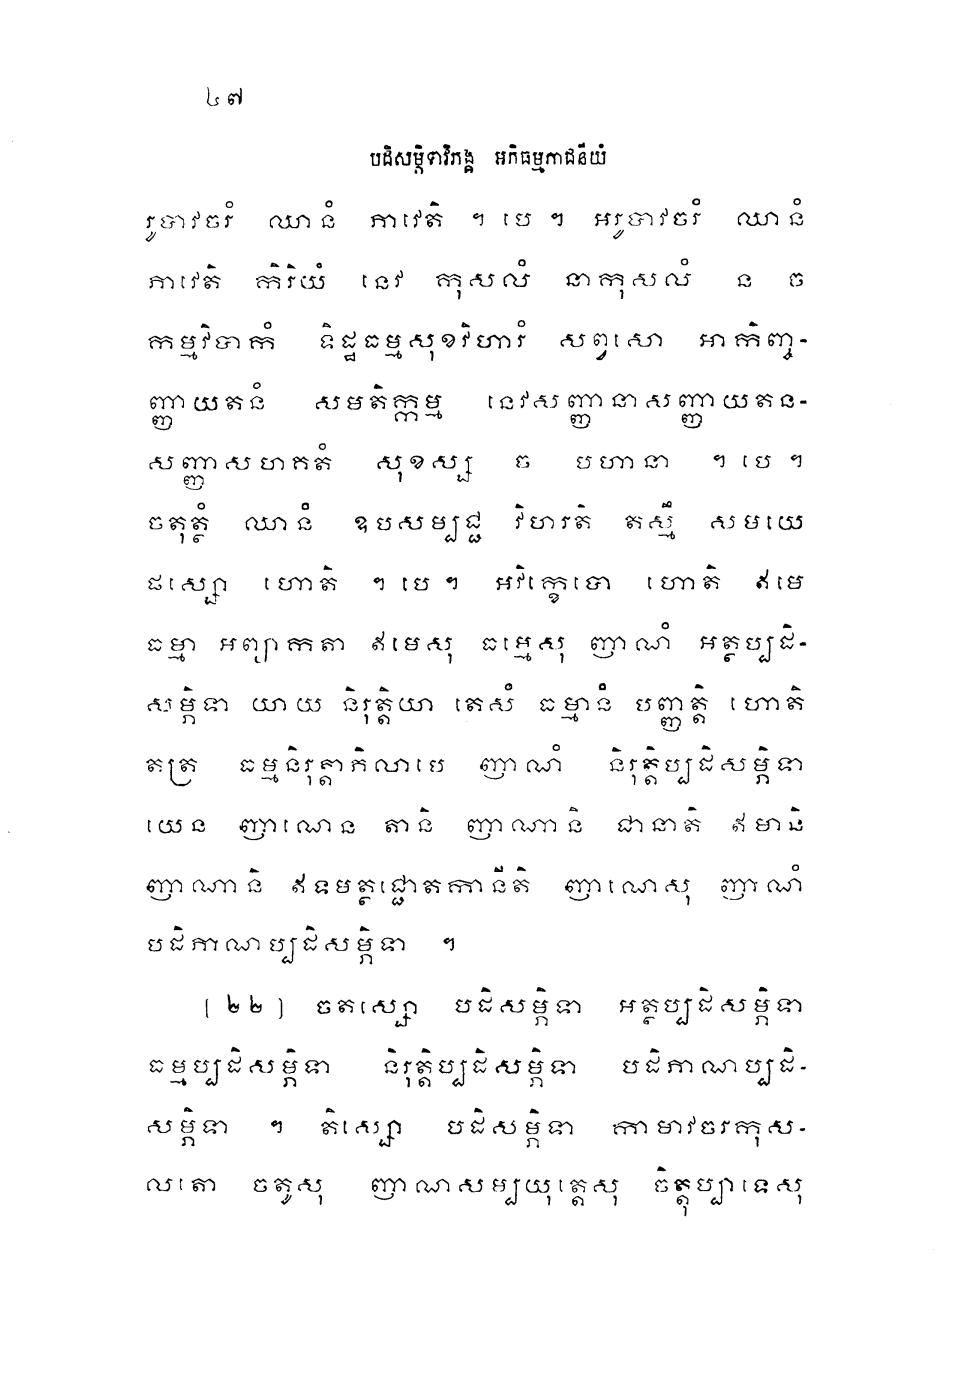 ៤៧
បដិសម្ភិទាវិភង្គេ អភិធម្មភាជនីយំ
រូបាវចរំ ឈានំ ភាវេតិ ។ បេ ។ អរូបាវចរំ ឈានំ
ភាវេតិ កិរិយំ នេវ កុសលំ នាកុសលំ ន ច
កម្មវិបាកំ ទិដ្ឋធម្មសុខវិហារំ សព្វសោ អាកិញ្ច-
ញ្ញាយតនំ សមតិក្កម្ម នេវសញ្ញានាសញ្ញាយតន-
សញ្ញាសហគតំ សុខស្ស ច បហានា ។ បេ ។
ចតុត្ថំ ឈានំ ឧបសម្បជ្ជ វិហរតិ តស្មឹ សមយេ
ផស្សោ ហោតិ ។ បេ ។ អវិក្ខេបោ ហោតិ ឥមេ
ធម្មា អព្យាកតា ឥមេសុ ធម្មេសុ ញាណំ អត្ថប្បដិ-
សម្ភិទា យាយ និរុត្តិយា តេសំ ធម្មានំ បញ្ញត្តិ ហោតិ
តត្រ ធម្មនិរុត្តាភិលាបេ ញាណំ និរុត្តិប្បដិសម្ភិទា
យេន ញាណេន តានិ ញាណានិ ជានាតិ ឥមានិ
ញាណានិ ឥទមត្ថជ្ជោតកានីតិ ញាណេសុ ញាណំ
បដិភាណប្បដិសម្ភិទា ។
[២២] ចតស្សោ បដិសម្ភិទា អត្ថប្បដិសម្ភិទា
ធម្មប្បដិសម្ភិទា និរុត្តិប្បដិសម្ភិទា បដិភាណប្បដិ-
សម្ភិទា ។ តិស្សោ បដិសម្ភិទា កាមាវចរកុស-
លតោ ចតូសុ ញាណសម្បយុត្តេសុ ចិត្តុប្បាទេសុ